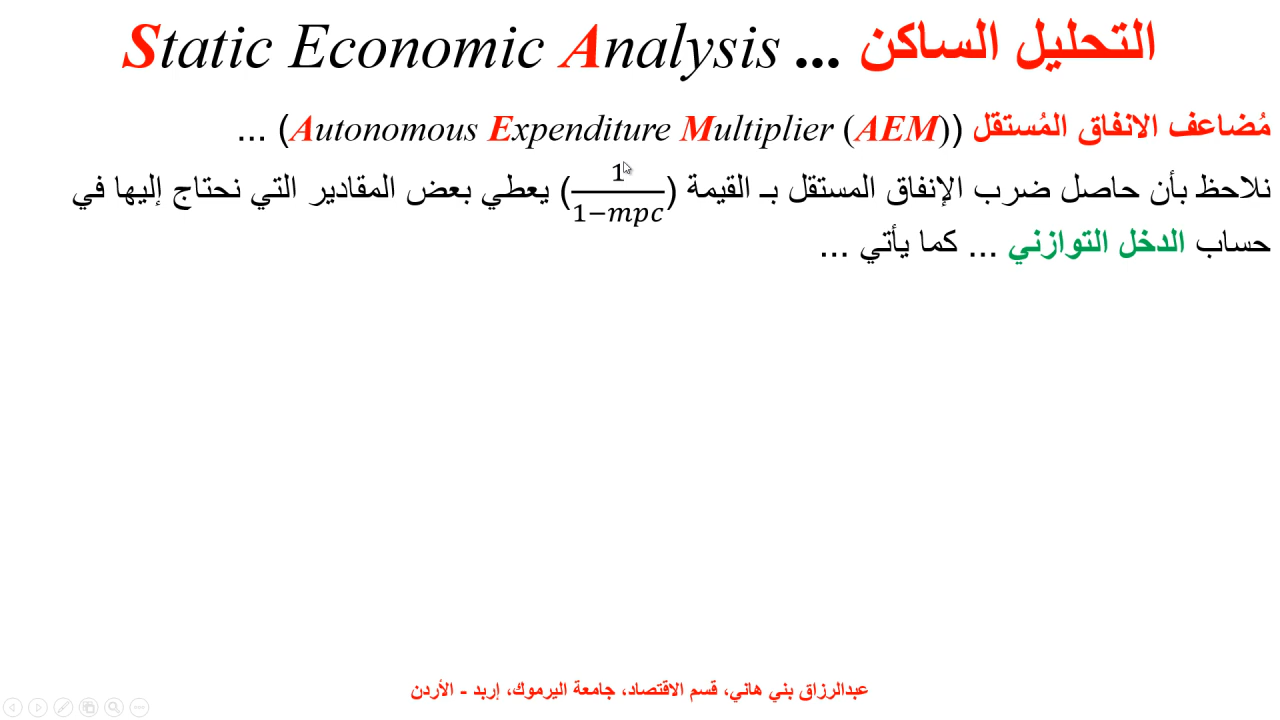 التحليل الساكن ... Static Economic Analysis
مُضاعف الانفاق المُستقل (Autonomous Expenditure Multiplier (AEM)) ...
نلاحظ بأن حاصل ضرب الإنفاق المستقل بـ القيمة (1/(1−mpc)) يعطي بعض المقادير التي نحتاج إليها في
حساب الدخل التوازني ... كما يأتي ...
عبدالرزاق بني هاني، قسم الاقتصاد، جامعة اليرموك، إربد - الأردن